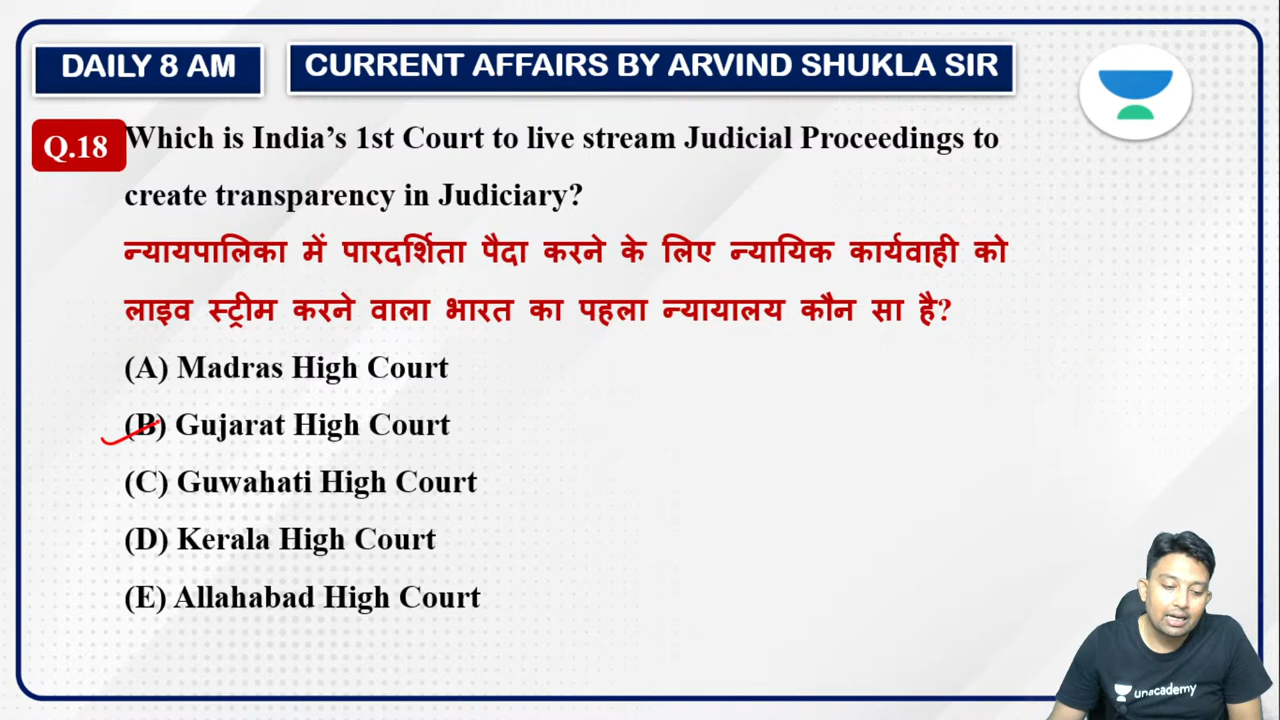 DAILY 8 AM
CURRENT AFFAIRS BY ARVIND SHUKLA SIR
Q.18
Which is India’s 1st Court to live stream Judicial Proceedings to
create transparency in Judiciary?
न्यायपालिका में पारदर्शिता पैदा करने के लिए न्यायिक कार्यवाही को
लाइव स्ट्रीम करने वाला भारत का पहला न्यायालय कौन सा है?
(A) Madras High Court
(B) Gujarat High Court
(C) Guwahati High Court
(D) Kerala High Court
(E) Allahabad High Court
unacademy